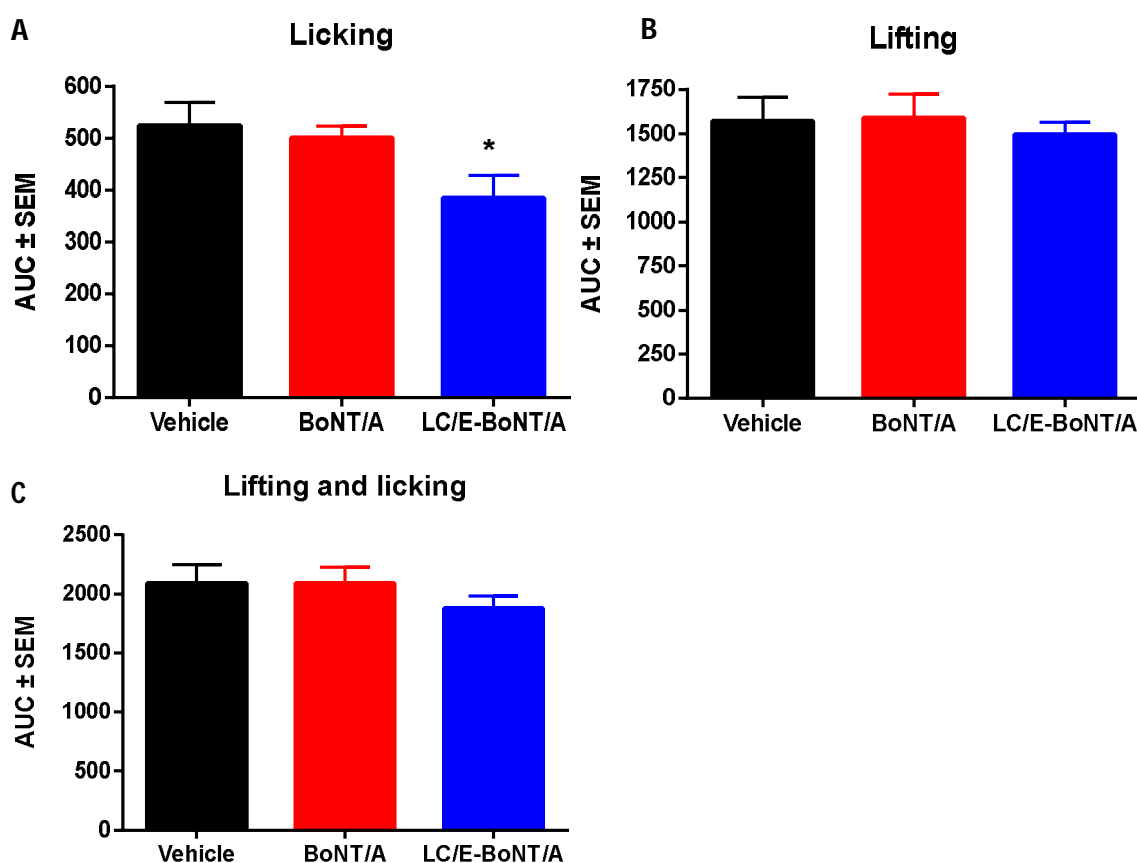 A
Licking
AUC ± SEM
600
500
400
300
200
100
0
*
Vehicle BoNT/A LC/E-BoNT/A
B
Lifting
AUC ± SEM
1750
1500
1250
1000
750
500
250
0
Vehicle BoNT/A LC/E-BoNT/A
C
Lifting and licking
AUC ± SEM
2500
2000
1500
1000
500
0
Vehicle BoNT/A LC/E-BoNT/A